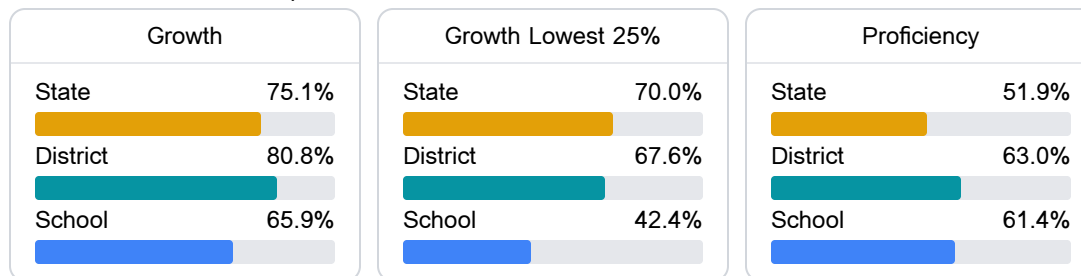 Growth
State 75.1%
District 80.8%
School 65.9%
Growth Lowest 25%
State 70.0%
District 67.6%
School 42.4%
Proficiency
State 51.9%
District 63.0%
School 61.4%